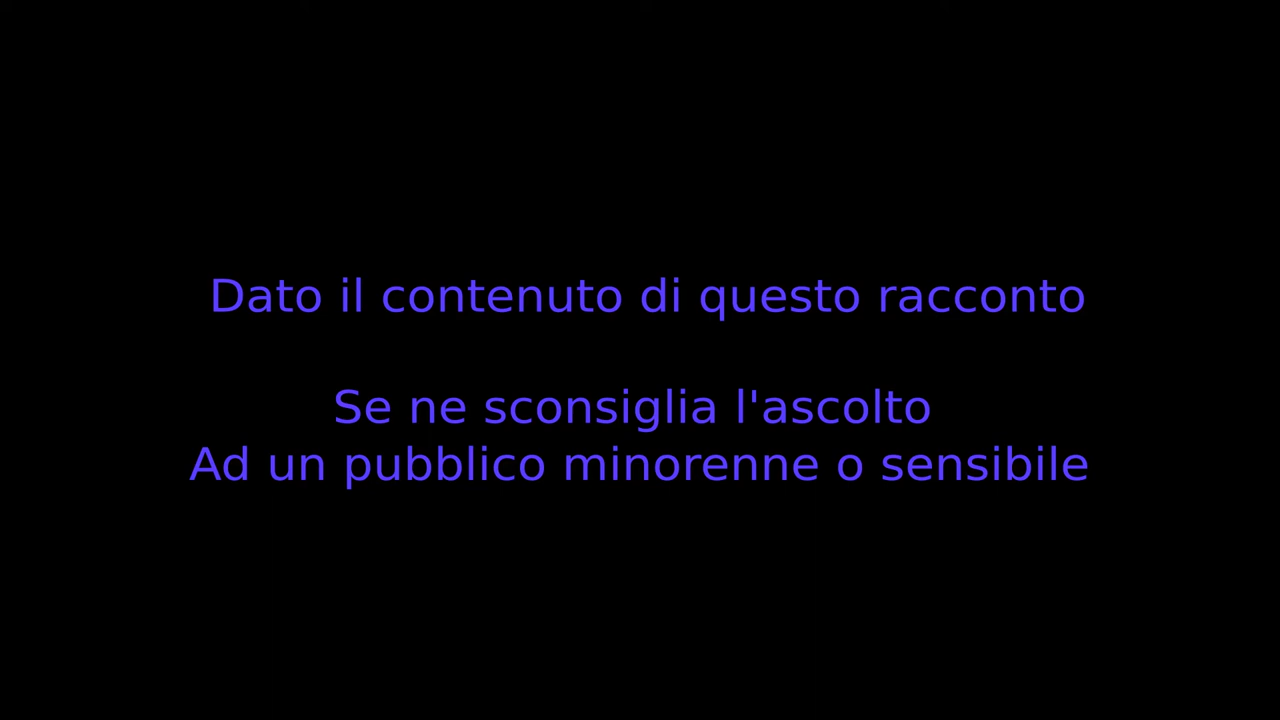 Dato il contenuto di questo racconto
Se ne sconsiglia l'ascolto
Ad un pubblico minorenne o sensibile